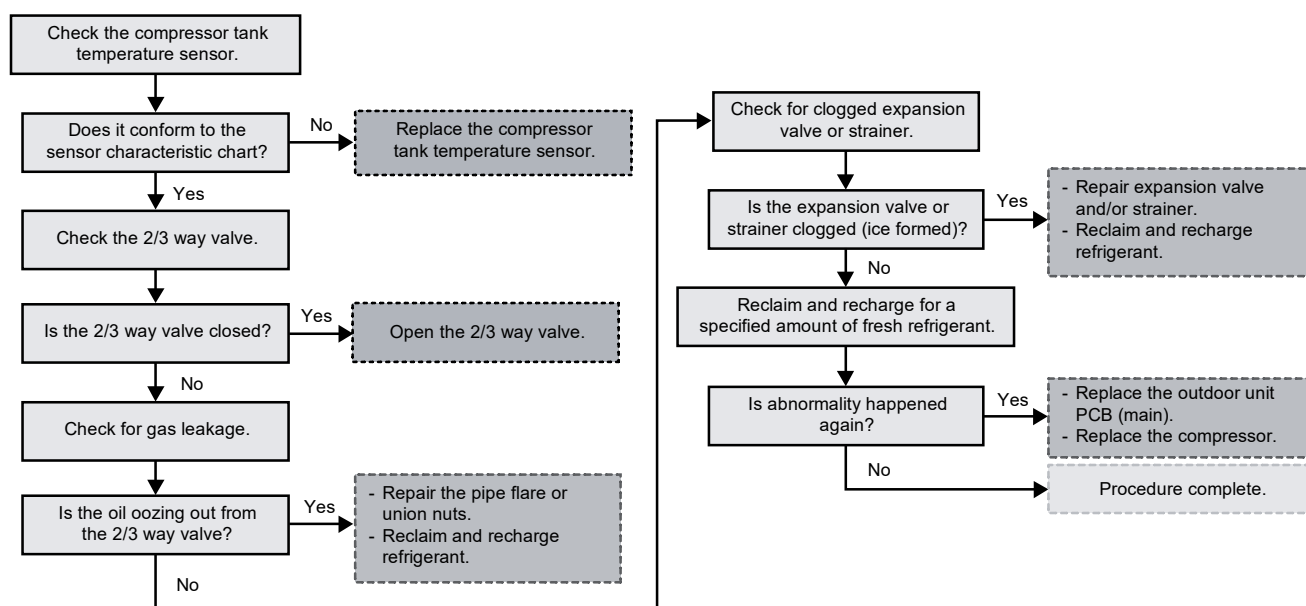 Check the compressor tank
temperature sensor.
Does it conform to the
sensor characteristic chart?
No
Replace the compressor
tank temperature sensor.
Yes
Check the 2/3 way valve.
Is the 2/3 way valve closed?
Yes
Open the 2/3 way valve.
No
Check for gas leakage.
Is the oil oozing out from
the 2/3 way valve?
Yes
- Repair the pipe flare or
union nuts.
- Reclaim and recharge
refrigerant.
No
Check for clogged expansion
valve or strainer.
Is the expansion valve or
strainer clogged (ice formed)?
Yes
- Repair expansion valve
and/or strainer.
- Reclaim and recharge
refrigerant.
No
Reclaim and recharge for a
specified amount of fresh refrigerant.
Is abnormality happened
again?
Yes
- Replace the outdoor unit
PCB (main).
- Replace the compressor.
No
Procedure complete.